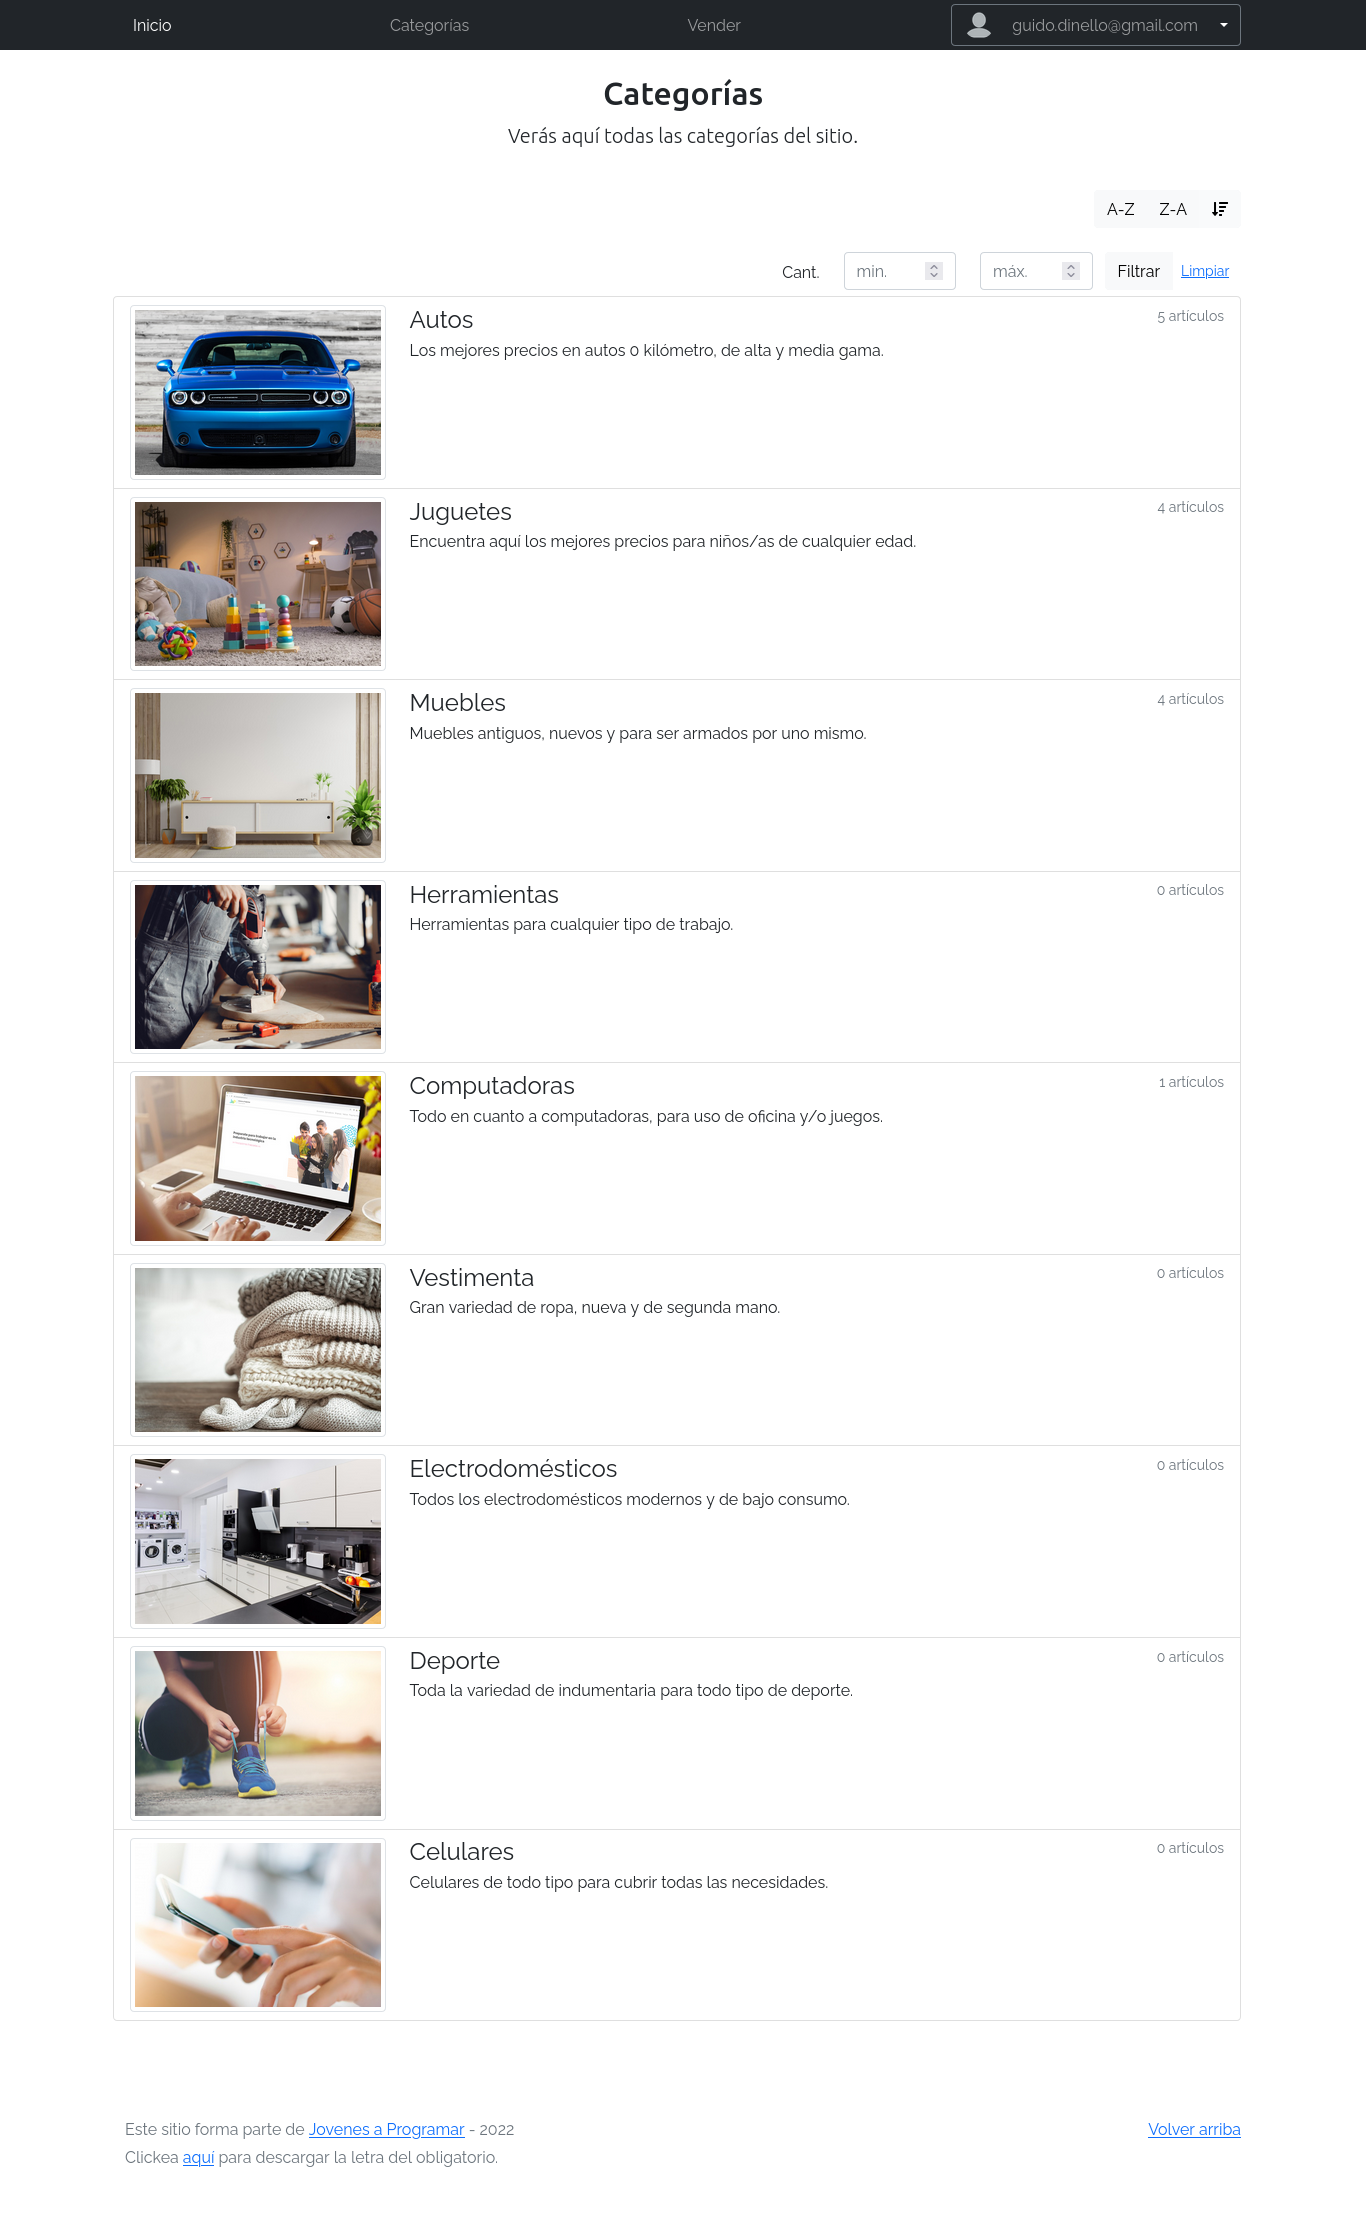 Inicio
Categorías
Vender
guido.dinello@gmail.com
Categorías
Verás aquí todas las categorías del sitio.
A-Z
Z-A
Cant.
min.
máx.
Filtrar
Limpiar
Autos
5 artículos
Los mejores precios en autos 0 kilómetro, de alta y media gama.
Juguetes
4 artículos
Encuentra aquí los mejores precios para niños/as de cualquier edad.
Muebles
4 artículos
Muebles antiguos, nuevos y para ser armados por uno mismo.
Herramientas
0 artículos
Herramientas para cualquier tipo de trabajo.
Computadoras
1 artículos
Todo en cuanto a computadoras, para uso de oficina y/o juegos.
Vestimenta
0 artículos
Gran variedad de ropa, nueva y de segunda mano.
Electrodomésticos
0 artículos
Todos los electrodomésticos modernos y de bajo consumo.
Deporte
0 artículos
Toda la variedad de indumentaria para todo tipo de deporte.
Celulares
0 artículos
Celulares de todo tipo para cubrir todas las necesidades.
Este sitio forma parte de Jovenes a Programar - 2022
Volver arriba
Clickea aquí para descargar la letra del obligatorio.